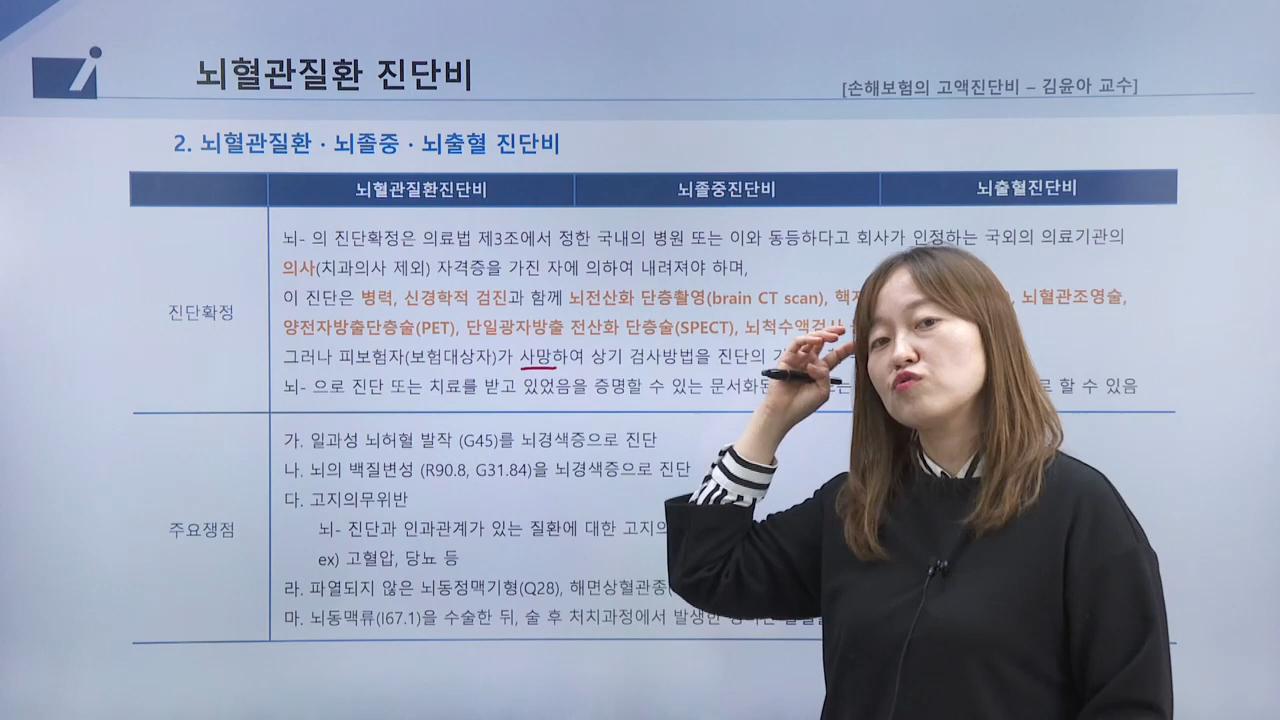 뇌혈관질환 진단비
[손해보험의 고액진단비 – 김윤아 교수]
2. 뇌혈관질환 · 뇌졸중 · 뇌출혈 진단비
뇌혈관질환진단비 뇌졸중진단비 뇌출혈진단비
진단확정
뇌- 의 진단확정은 의료법 제3조에서 정한 국내의 병원 또는 이와 동등하다고 회사가 인정하는 국외의 의료기관의
의사(치과의사 제외) 자격증을 가진 자에 의하여 내려져야 하며,
이 진단은 병력, 신경학적 검진과 함께 뇌전산화 단층촬영(brain CT scan), , 뇌혈관조영술,
양전자방출단층술(PET), 단일광자방출 전산화 단층술(SPECT), 뇌척수액검사
그러나 피보험자(보험대상자)가 사망하여 상기 검사방법을 진단의
뇌- 으로 진단 또는 치료를 받고 있었음을 증명할 수 있는 할 수 있음
주요쟁점
가. 일과성 뇌허혈 발작 (G45)를 뇌경색증으로 진단
나. 뇌의 백질변성 (R90.8, G31.84)을 뇌경색증으로 진단
다. 고지의무위반
뇌- 진단과 인과관계가 있는 질환에 대한
ex) 고혈압, 당뇨 등
라. 파열되지 않은 뇌동정맥기형(Q28), 해면상혈관종(
마. 뇌동맥류(I67.1)을 수술한 뒤, 술 후 처치과정에서 발생한